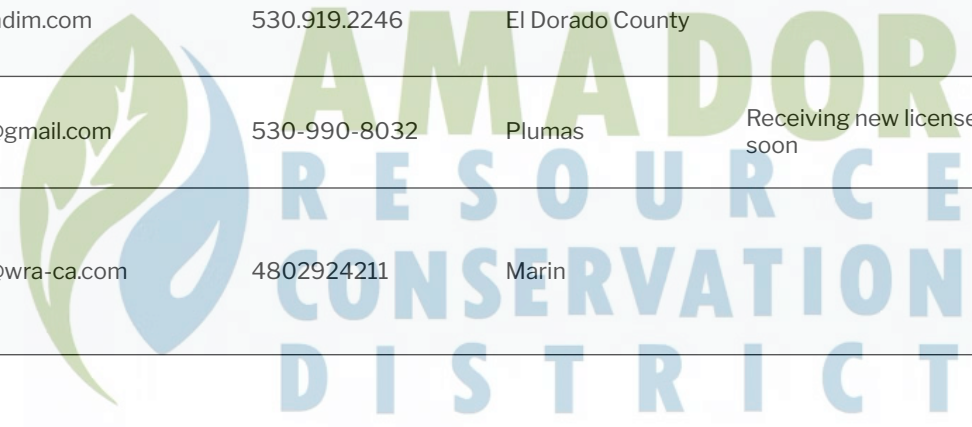 adim.com 530.919.2246 El Dorado County
@gmail.com 530-990-8032 Plumas Receiving new license
soon
@wra-ca.com 4802924211 Marin
AMADOR
RESOURCE
CONSERVATION
DISTRICT